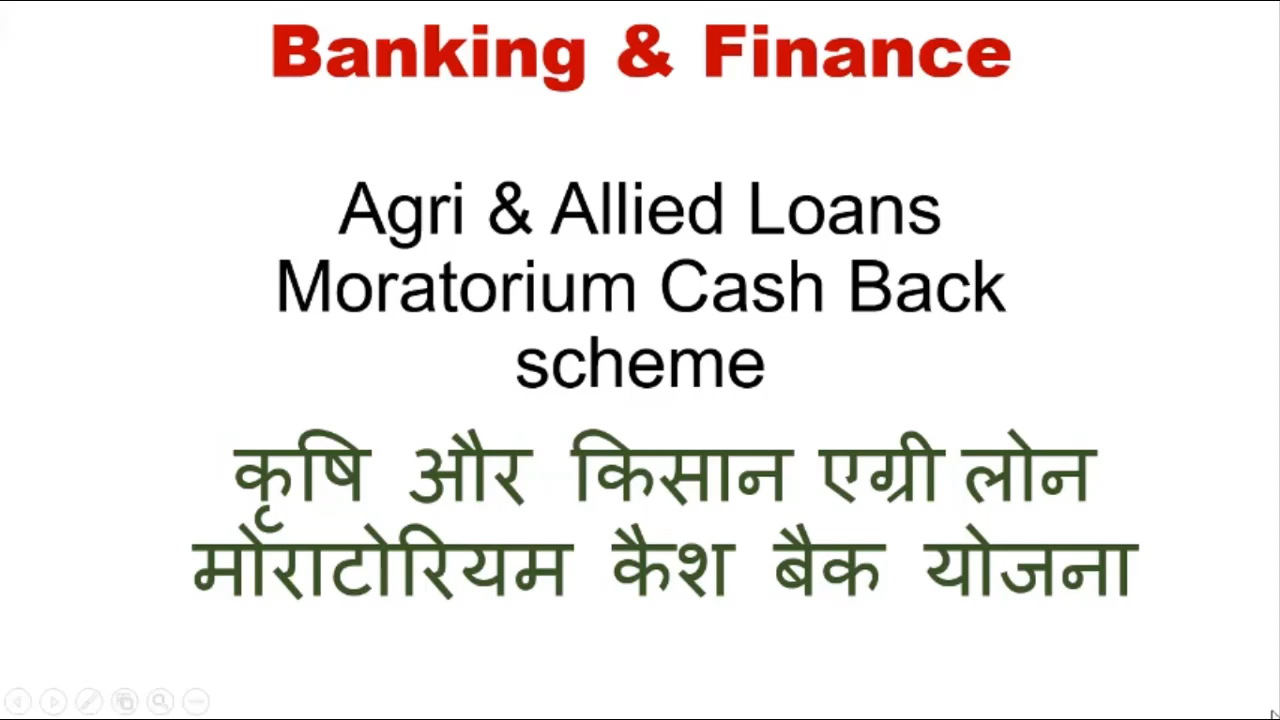 Banking & Finance
Agri & Allied Loans
Moratorium Cash Back
scheme
कृषि और किसान एग्री लोन
मोराटोरियम कैश बैक योजना